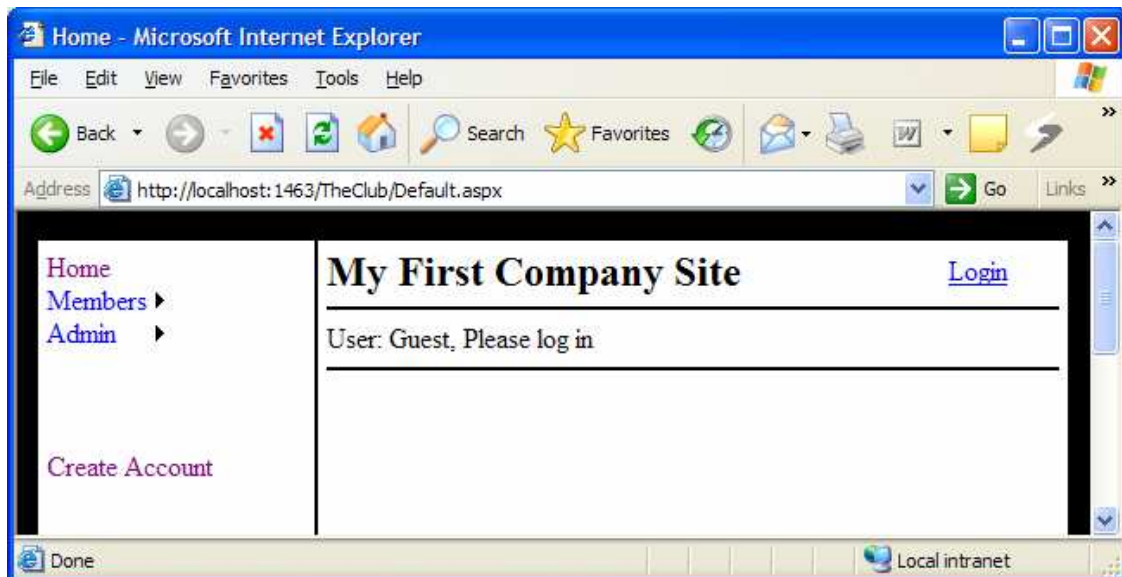 Home - Microsoft Internet Explorer
File Edit View Favorites Tools Help
Back Search Favorites W »
Address http://localhost:1463/TheClub/Default.aspx Go Links »
Home
Members
Admin
Create Account
My First Company Site Login
User: Guest, Please log in
Done Local intranet